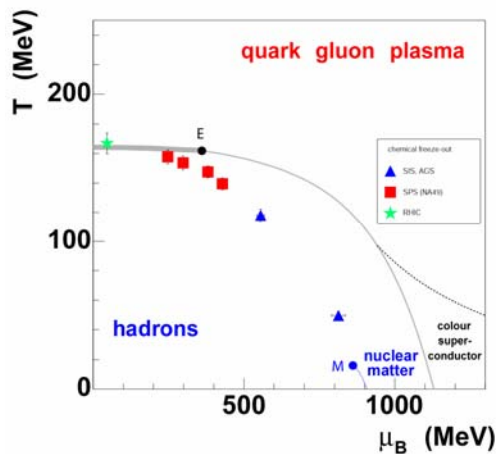 T (MeV)
200
100
0
quark gluon plasma
E
chemical freeze-out
SIS, AGS
SPS (NA49)
RHIC
hadrons
M
nuclear
matter
colour
super-
conductor
500
1000
μB (MeV)